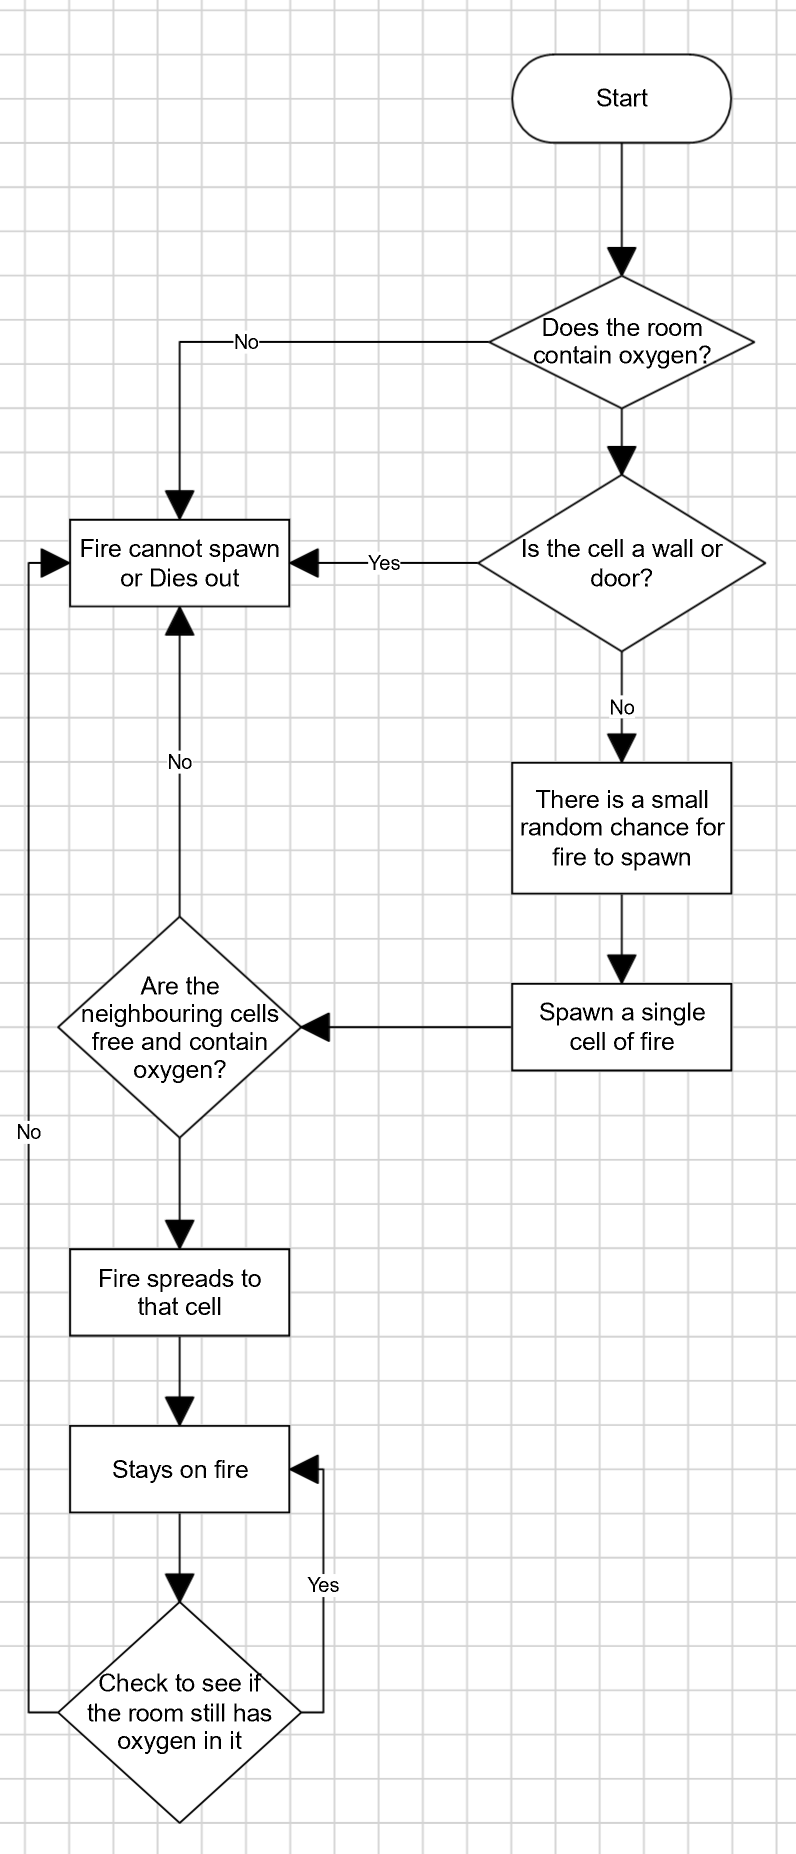 Start
Does the room
contain oxygen?
No
Is the cell a wall or
door?
Yes
Fire cannot spawn
or Dies out
No
There is a small
random chance for
fire to spawn
No
Spawn a single
cell of fire
Are the
neighbouring cells
free and contain
oxygen?
No
Fire spreads to
that cell
Stays on fire
Yes
Check to see if
the room still has
oxygen in it